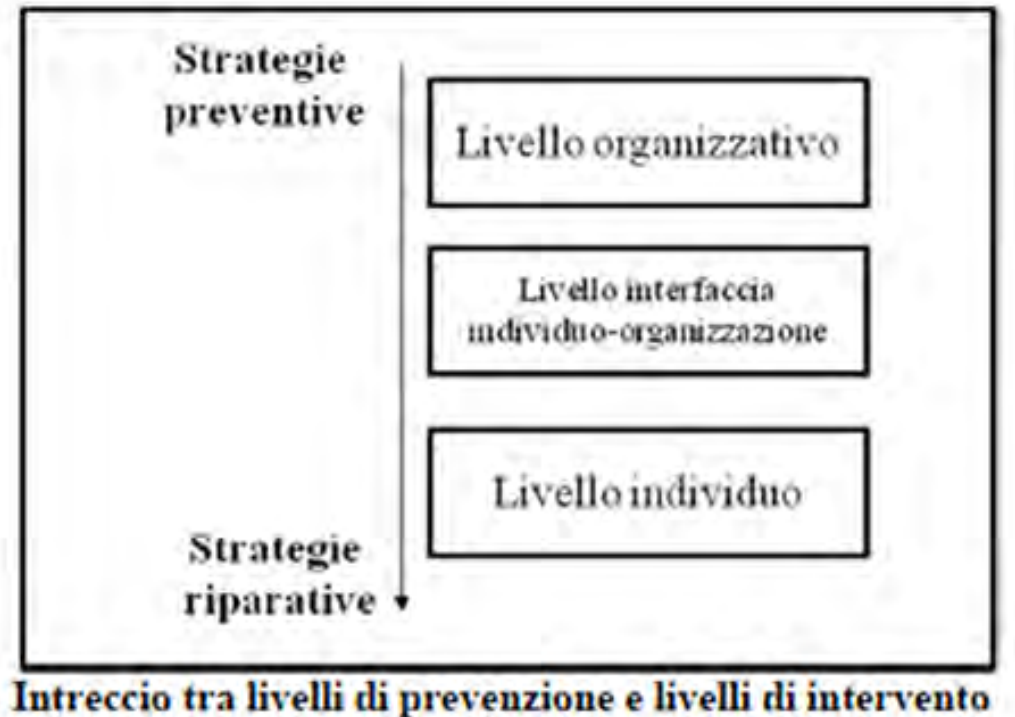 Strategie
preventive
Livello organizzativo
Livello interfaccia
individuo-organizzazione
Livello individuo
Strategie
riparative
Intreccio tra livelli di prevenzione e livelli di intervento